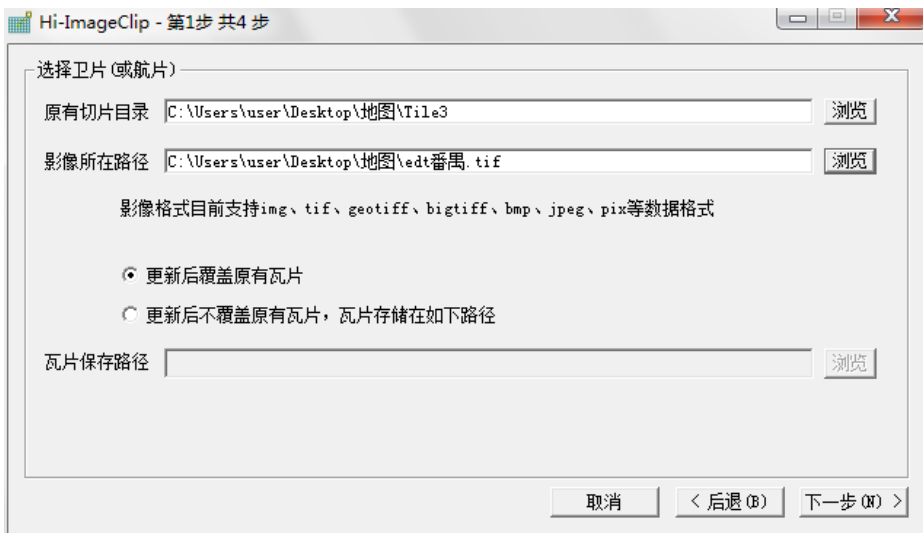 Hi-ImageClip - 第1步 共4 步
选择卫片(或航片)
原有切片目录 C:\Users\user\Desktop\地图\Tile3 浏览
影像所在路径 C:\Users\user\Desktop\地图\edt番禺.tif 浏览
影像格式目前支持img、tif、geotiff、bigtiff、bmp、jpeg、pix等数据格式
更新后覆盖原有瓦片
更新后不覆盖原有瓦片，瓦片存储在如下路径
瓦片保存路径 浏览
取消 < 后退(B) 下一步(N) >